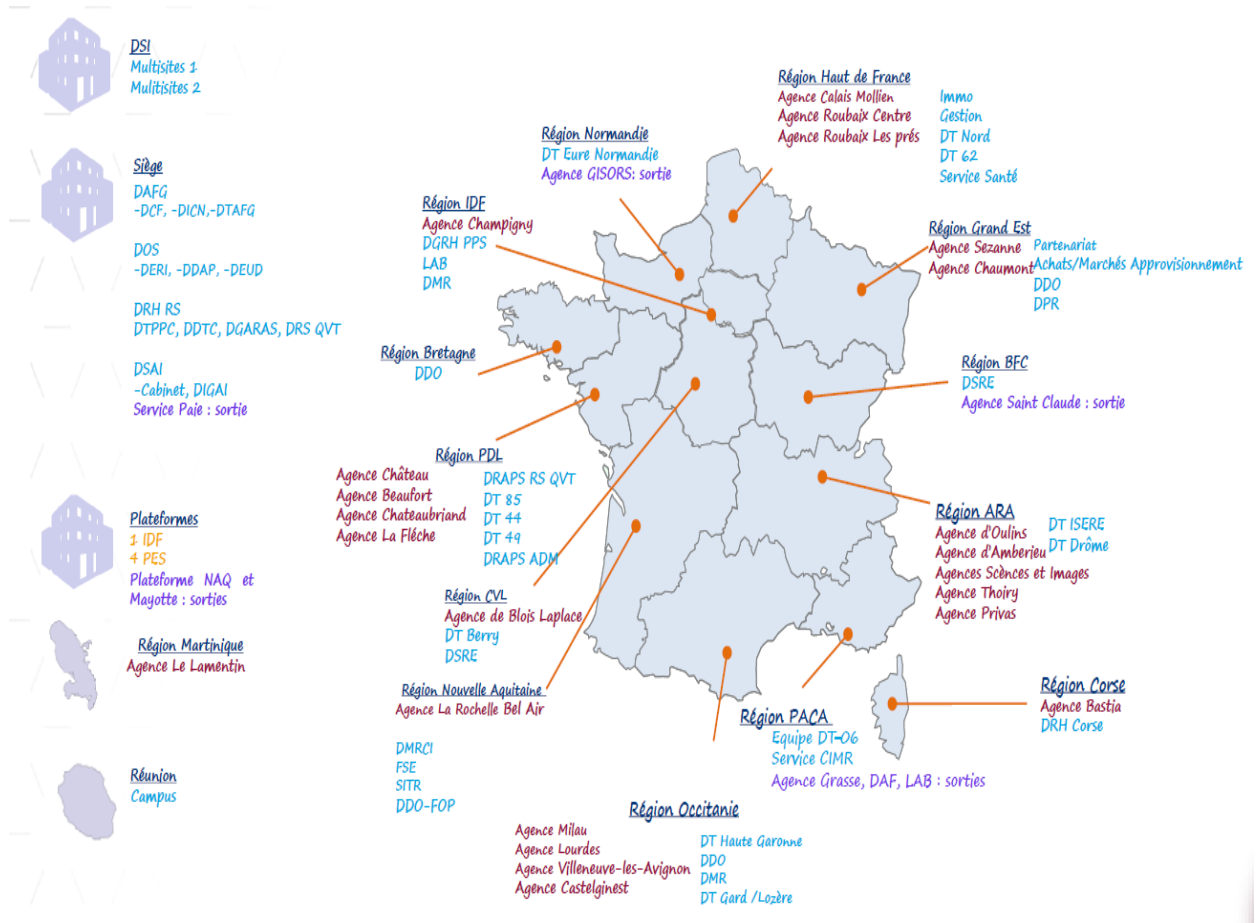 DSI
Multisites 1
Mulitisites 2
Siège
DAFG
-DCF, -DICN,-DTAFG
DOS
-DERI, -DDAP, -DEUD
DRH RS
DTPPC, DDTC, DGARAS, DRS QVT
DSAI
-Cabinet, DIGAI
Service Paie : sortie
Plateformes
1 IDF
4 PES
Plateforme NAQ et
Mayotte : sorties
Région Martinique
Agence Le Lamentin
Réunion
Campus
Région Haut de France
Agence Calais Mollien
Agence Roubaix Centre
Agence Roubaix Les prés
Immo
Gestion
DT Nord
DT 62
Service Santé
Région Normandie
DT Eure Normandie
Agence GISORS: sortie
Région IDF
Agence Champigny
DGRH PPS
LAB
DMR
Région Grand Est
Agence Sezanne
Agence Chaumont
Partenariat
Achats/Marchés Approvisionnement
DDO
DPR
Région Bretagne
DDO
Région BFC
DSRE
Agence Saint Claude : sortie
Région PDL
Agence Château
Agence Beaufort
Agence Chateaubriand
Agence La Fléche
DRAPS RS QVT
DT 85
DT 44
DT 49
DRAPS ADM
Région ARA
Agence d'Oulins
Agence d'Amberieu
Agences Scènces et Images
Agence Thoiry
Agence Privas
DT ISERE
DT Drôme
Région CVL
Agence de Blois Laplace
DT Berry
DSRE
Région Nouvelle Aquitaine
Agence La Rochelle Bel Air
DMRCI
FSE
SITR
DDO-FOP
Région PACA
Equipe DT-06
Service CIMR
Agence Grasse, DAF, LAB : sorties
Région Corse
Agence Bastia
DRH Corse
Région Occitanie
Agence Milau
Agence Lourdes
Agence Villeneuve-les-Avignon
Agence Castelginest
DT Haute Garonne
DDO
DMR
DT Gard /Lozère